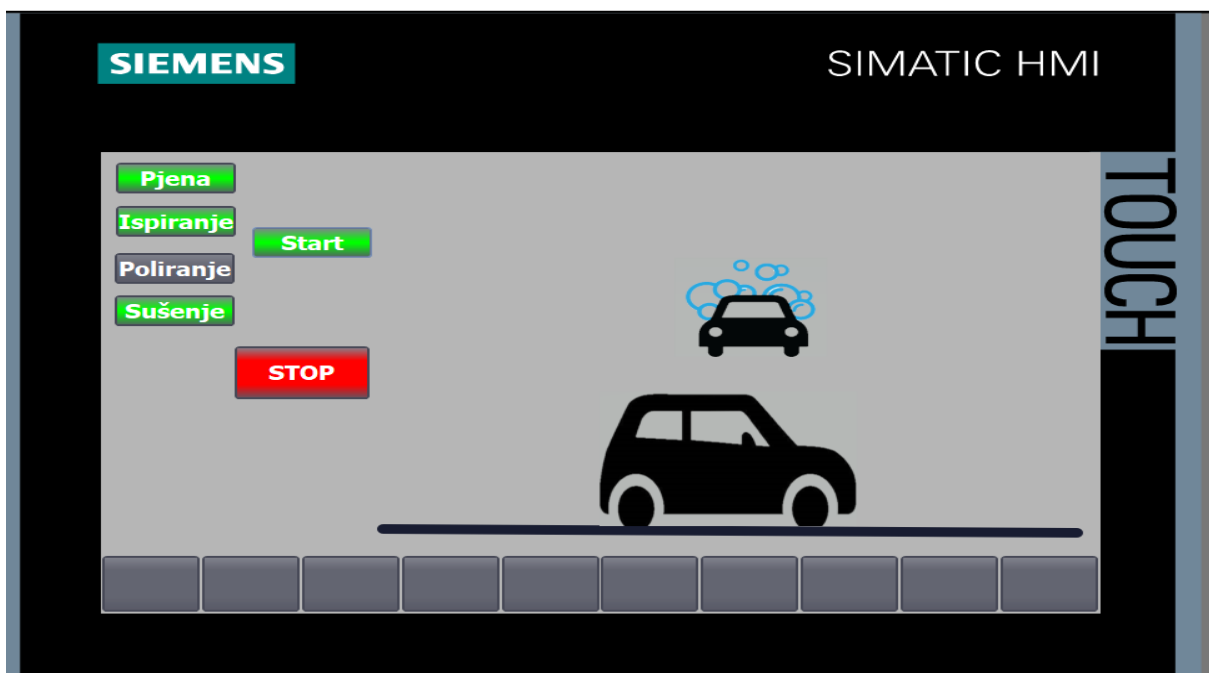 SIEMENS
SIMATIC HMI
TOUCH
Pjena
Ispiranje
Start
Poliranje
Sušenje
STOP